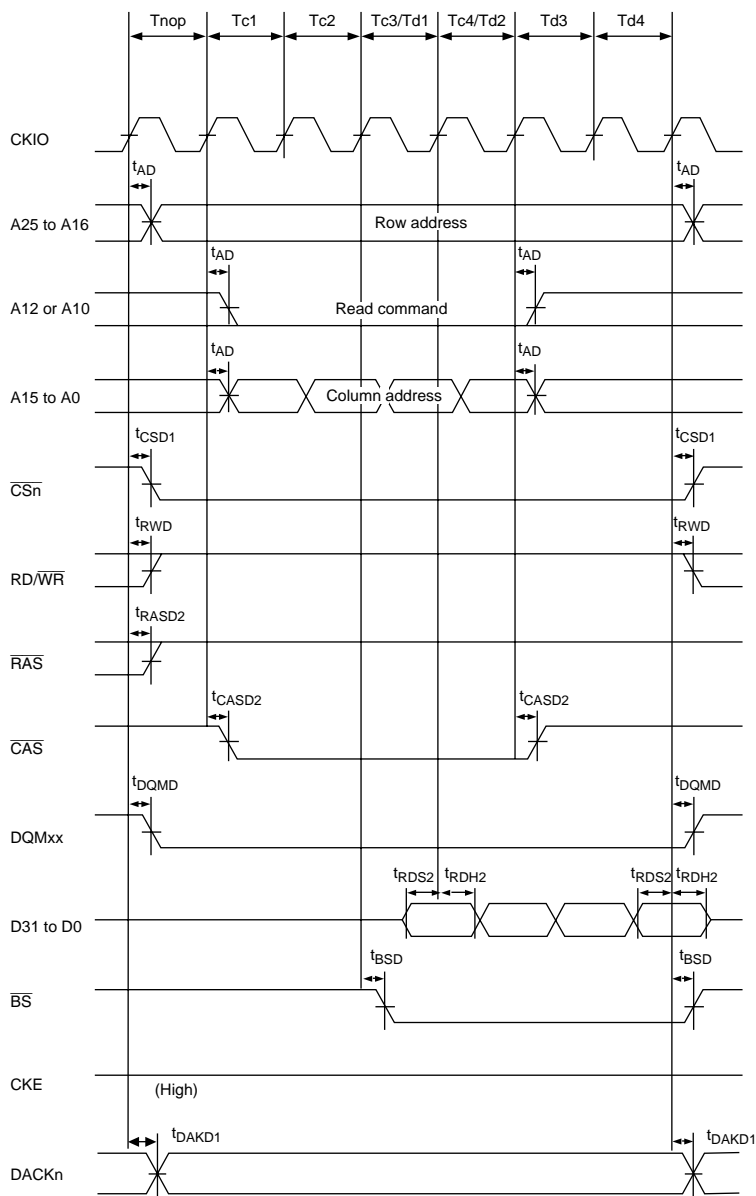 Tnop Tc1 Tc2 Tc3/Td1 Tc4/Td2 Td3 Td4
CKIO
tAD tAD
A25 to A16 Row address
tAD tAD
A12 or A10 Read command
tAD tAD
A15 to A0 Column address
tCSD1 tCSD1
CSn
tRWD tRWD
RD/WR
tRASD2
RAS
tCASD2 tCASD2
CAS
tDQMD tDQMD
DQMxx
tRDS2 tRDH2 tRDS2 tRDH2
D31 to D0
tBSD tBSD
BS
CKE (High)
tDAKD1 tDAKD1
DACKn